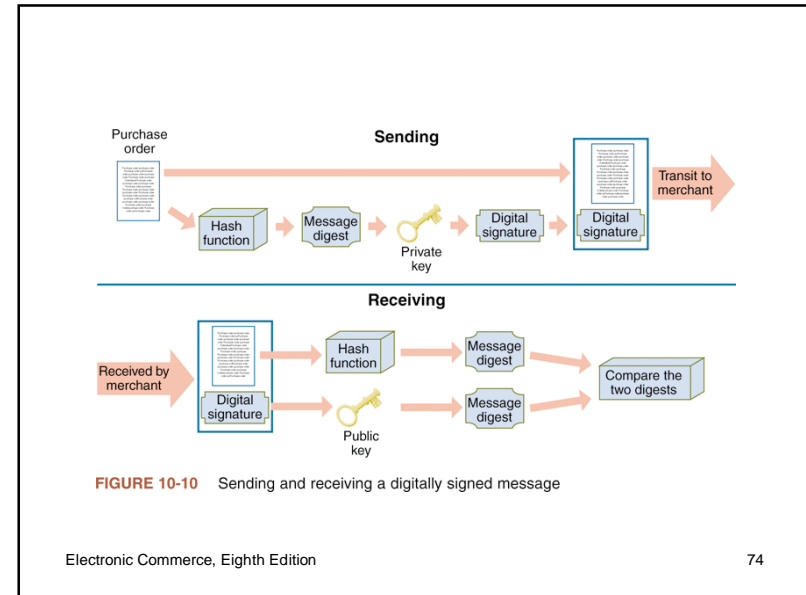 Sending
Purchase
order
Hash
function
Message
digest
Private
key
Digital
signature
Digital
signature
Transit to
merchant
Receiving
Received by
merchant
Digital
signature
Hash
function
Public
key
Message
digest
Message
digest
Compare the
two digests
FIGURE 10-10 Sending and receiving a digitally signed message
Electronic Commerce, Eighth Edition
74